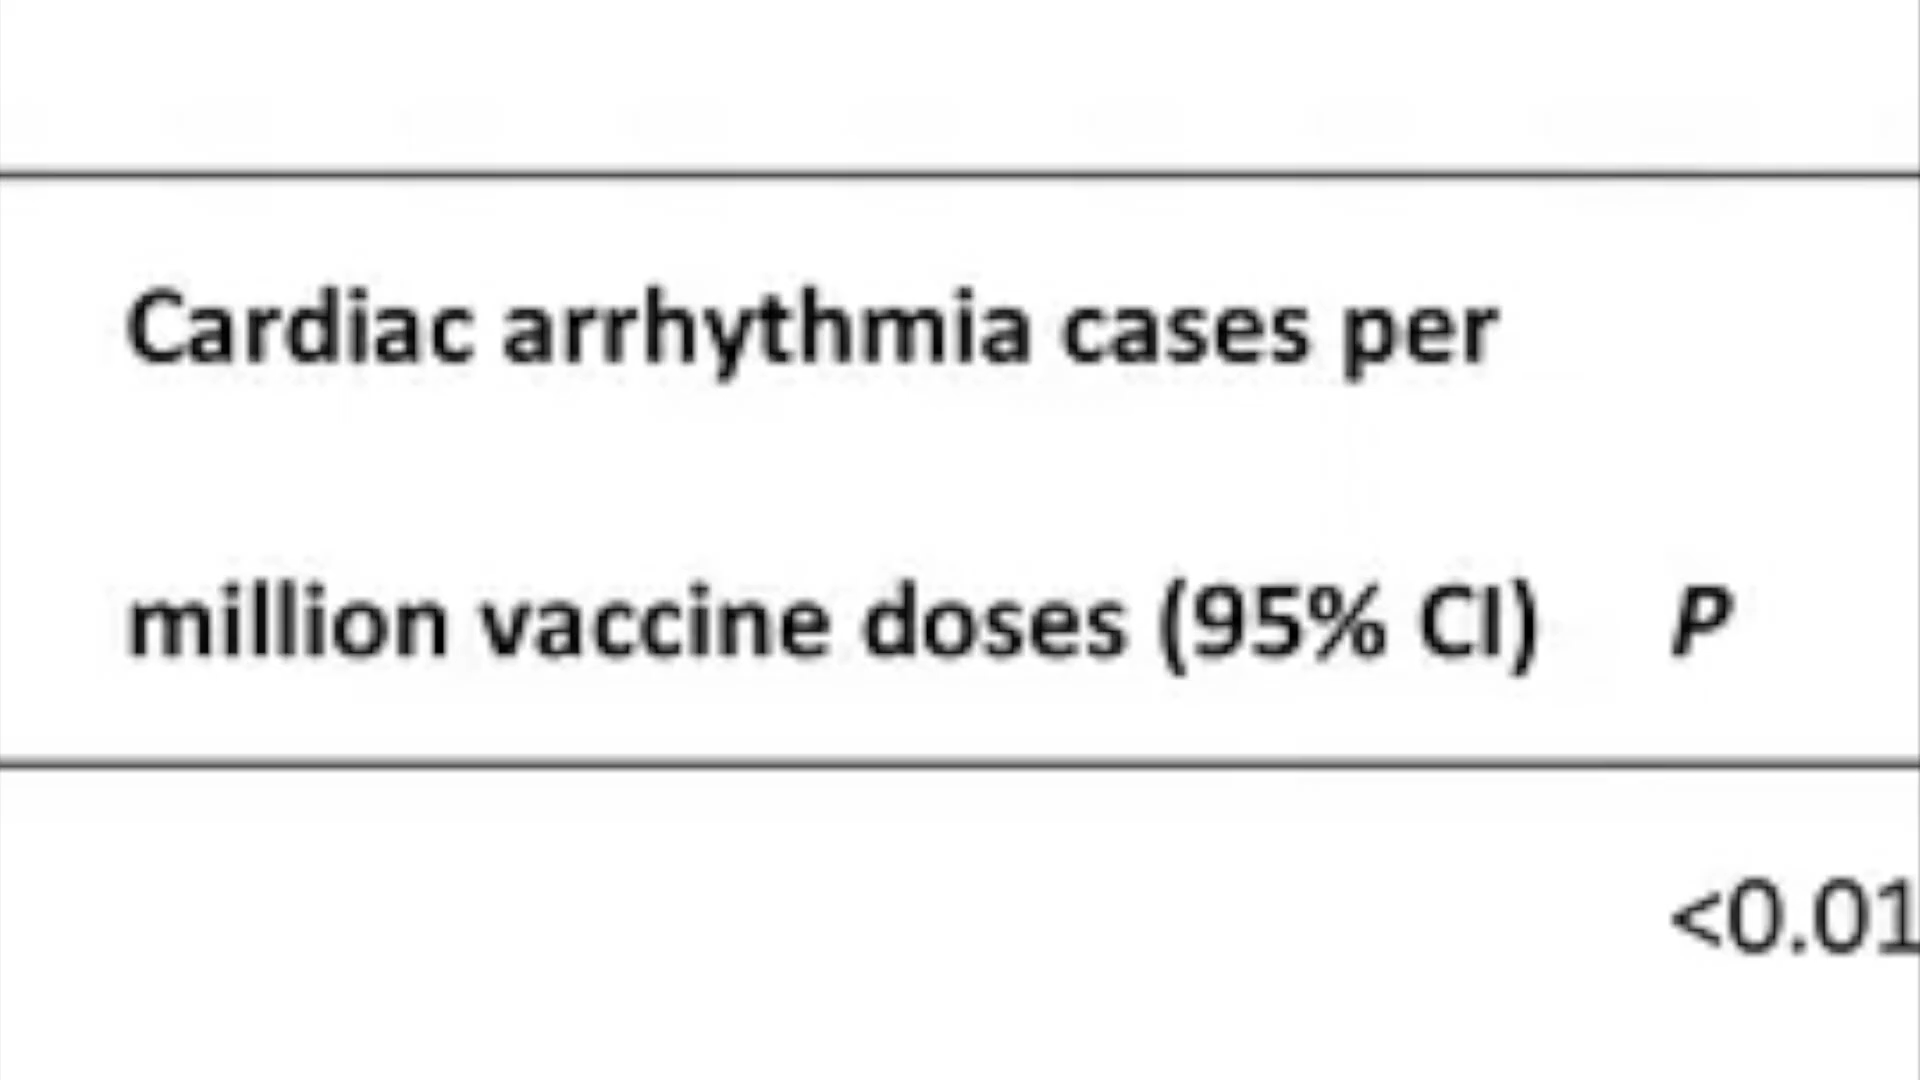 Cardiac arrhythmia cases per
million vaccine doses (95% CI) P
<0.01